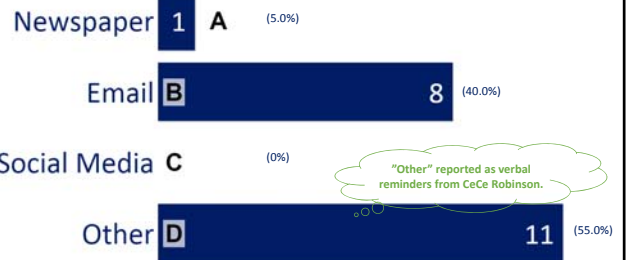 Newspaper 1 A (5.0%)
Email B 8 (40.0%)
Social Media C (0%)
"Other" reported as verbal
reminders from CeCe Robinson.
Other D 11 (55.0%)